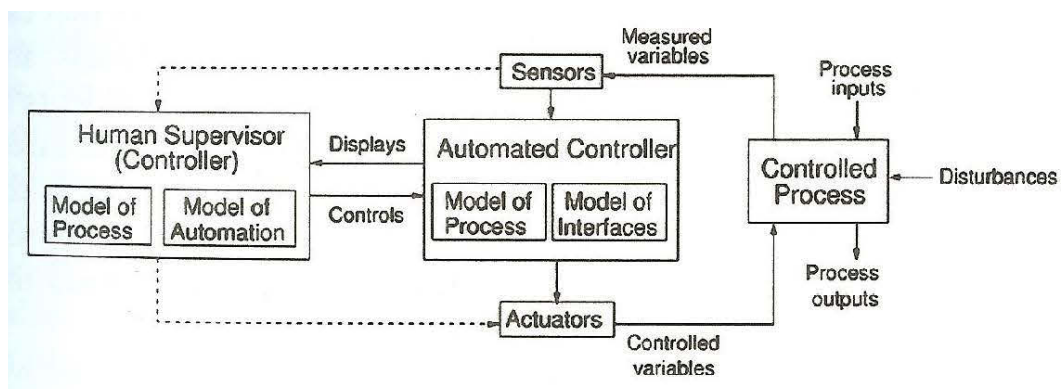 Measured
variables
Sensors
Process
inputs
Human Supervisor
(Controller)
Displays
Automated Controller
Controlled
Process
Disturbances
Model of
Process
Model of
Automation
Controls
Model of
Process
Model of
Interfaces
Process
outputs
Actuators
Controlled
variables